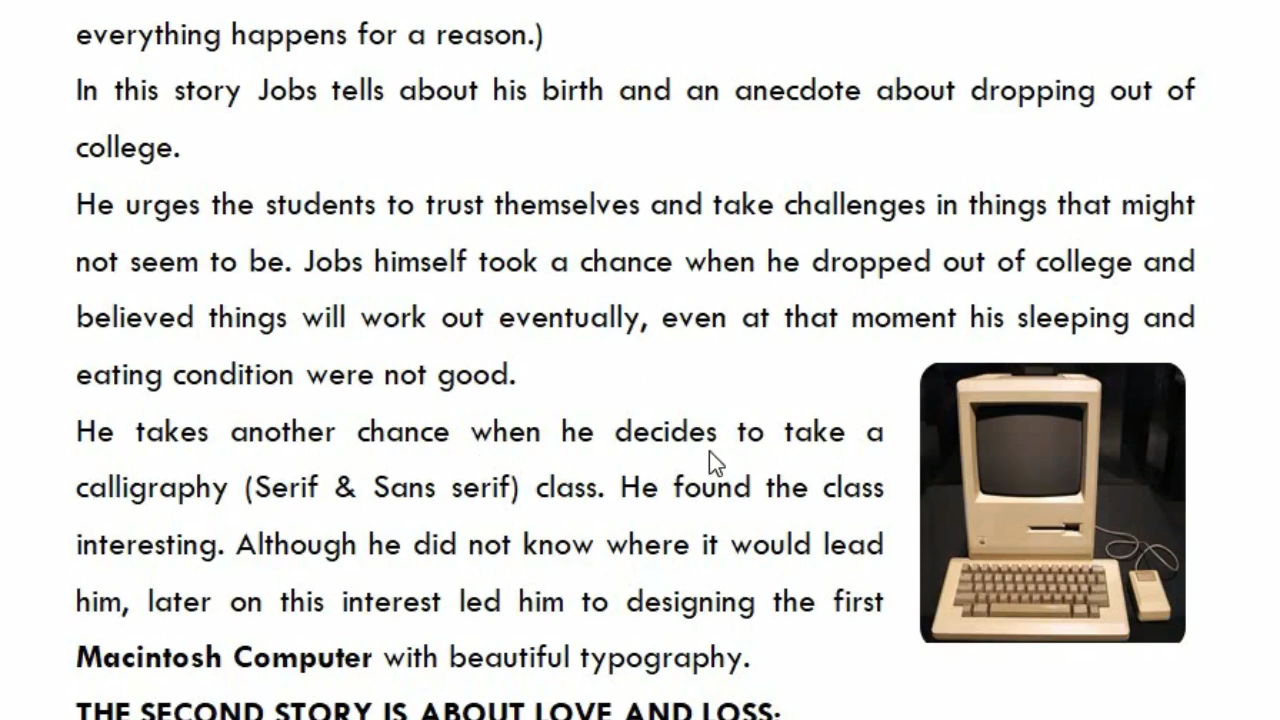 everything happens for a reason.)
In this story Jobs tells about his birth and an anecdote about dropping out of
college.
He urges the students to trust themselves and take challenges in things that might
not seem to be. Jobs himself took a chance when he dropped out of college and
believed things will work out eventually, even at that moment his sleeping and
eating condition were not good.
He takes another chance when he decides to take a
calligraphy (Serif & Sans serif) class. He found the class
interesting. Although he did not know where it would lead
him, later on this interest led him to designing the first
Macintosh Computer with beautiful typography.
THE SECOND STORY IS ABOUT LOVE AND LOSS: